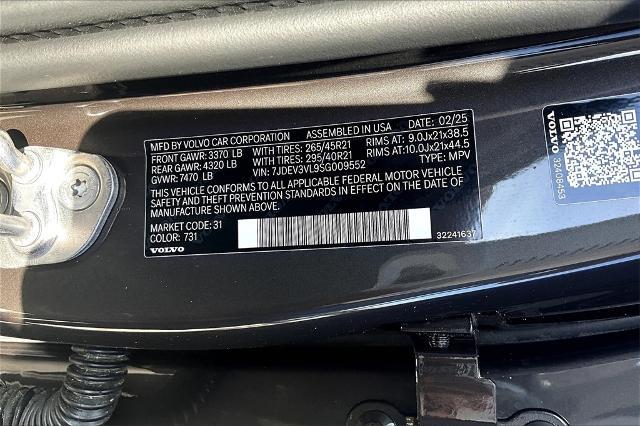 MFD BY VOLVO CAR CORPORATION ASSEMBLED IN USA DATE: 02/25
FRONT GAWR: 3370 LB WITH TIRES: 265/45R21 RIMS AT: 9.0Jx21x38.5
REAR GAWR: 4320 LB WITH TIRES: 295/40R21 RIMS AT: 10.0Jx21x44.5
GVWR: 7470 LB VIN: 7JDEV3VL9SG009552 TYPE: MPV
THIS VEHICLE CONFORMS TO ALL APPLICABLE FEDERAL MOTOR VEHICLE
SAFETY AND THEFT PREVENTION STANDARDS IN EFFECT ON THE DATE OF
MANUFACTURE SHOWN ABOVE.
MARKET CODE: 31
COLOR: 731
VOLVO
32241637
VOLVO
32408453